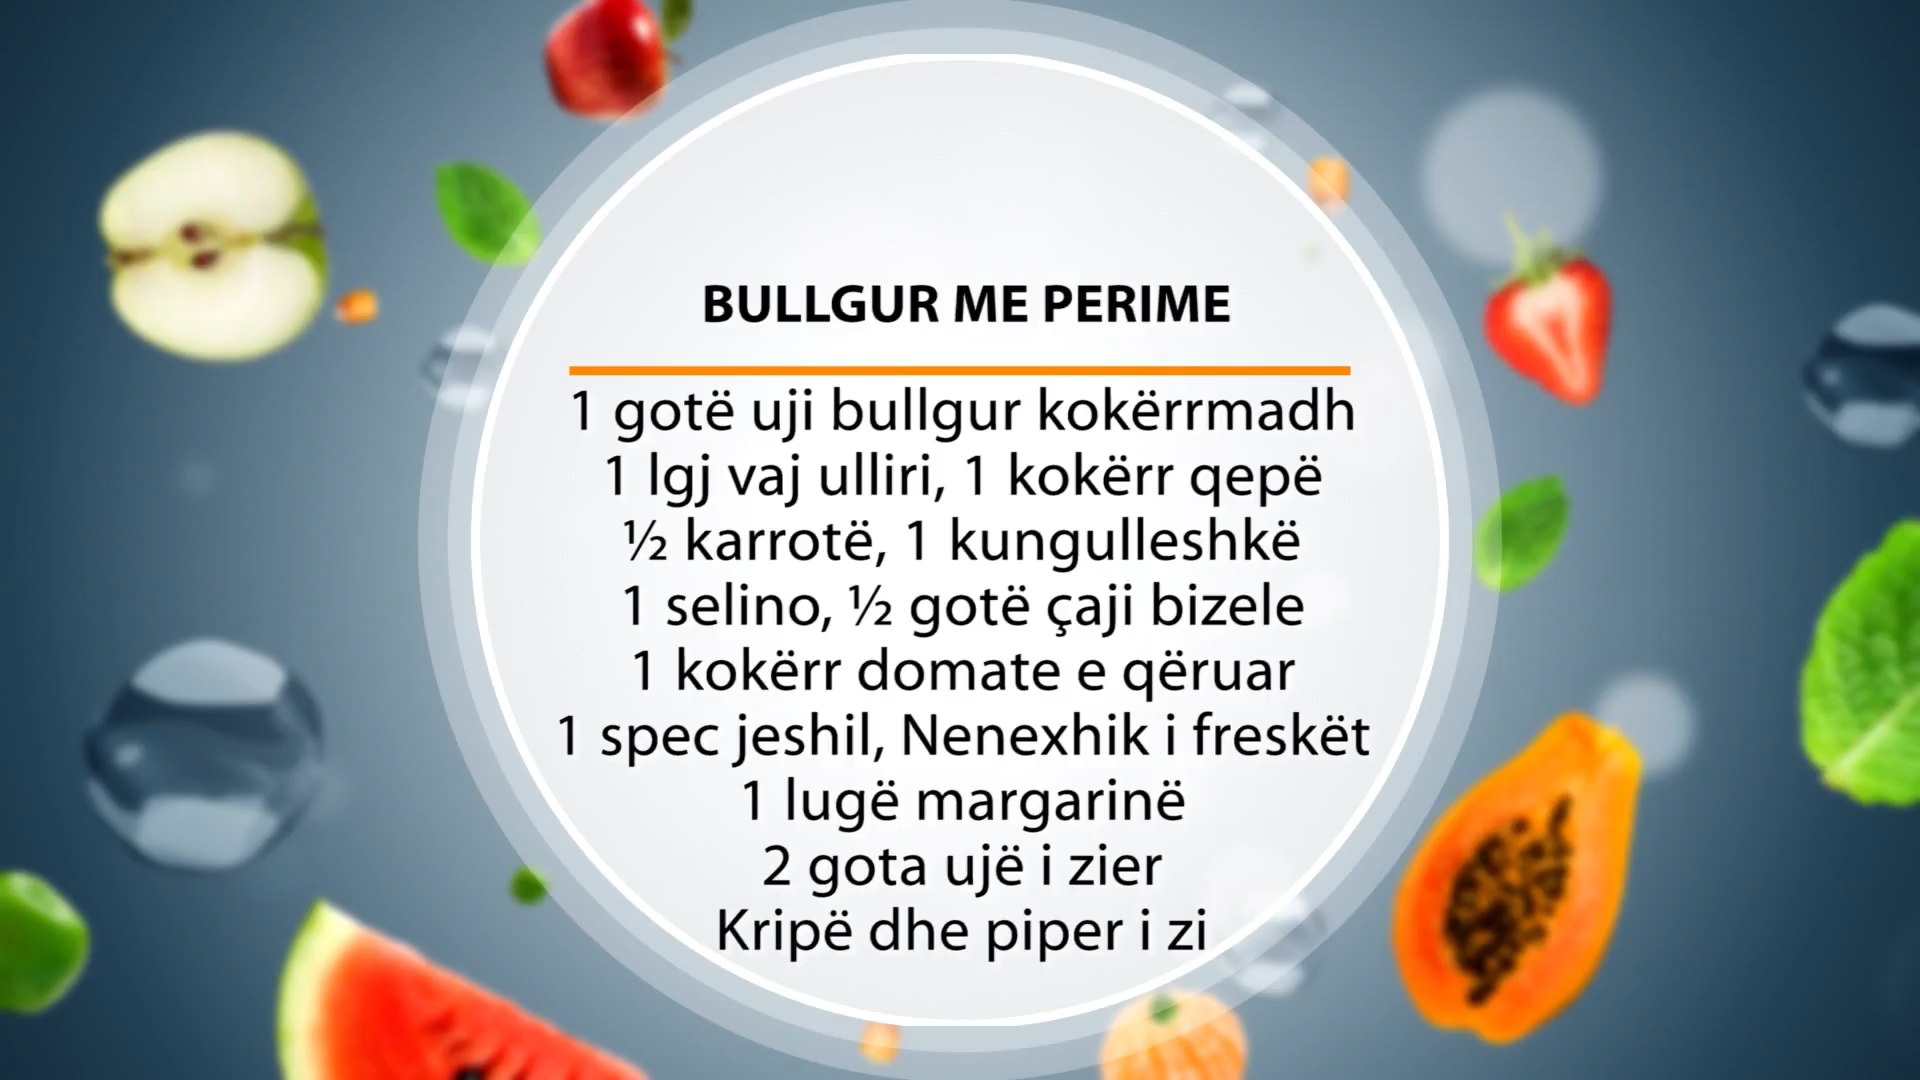 BULLGUR ME PERIME
1 gotë uji bullgur kokërrmadh
1 lgj vaj ulliri, 1 kokërr qepë
½ karrotë, 1 kungulleshkë
1 selino, ½ gotë çaji bizele
1 kokërr domate e qëruar
1 spec jeshil, Nenexhik i freskët
1 lugë margarinë
2 gota ujë i zier
Kripë dhe piper i zi